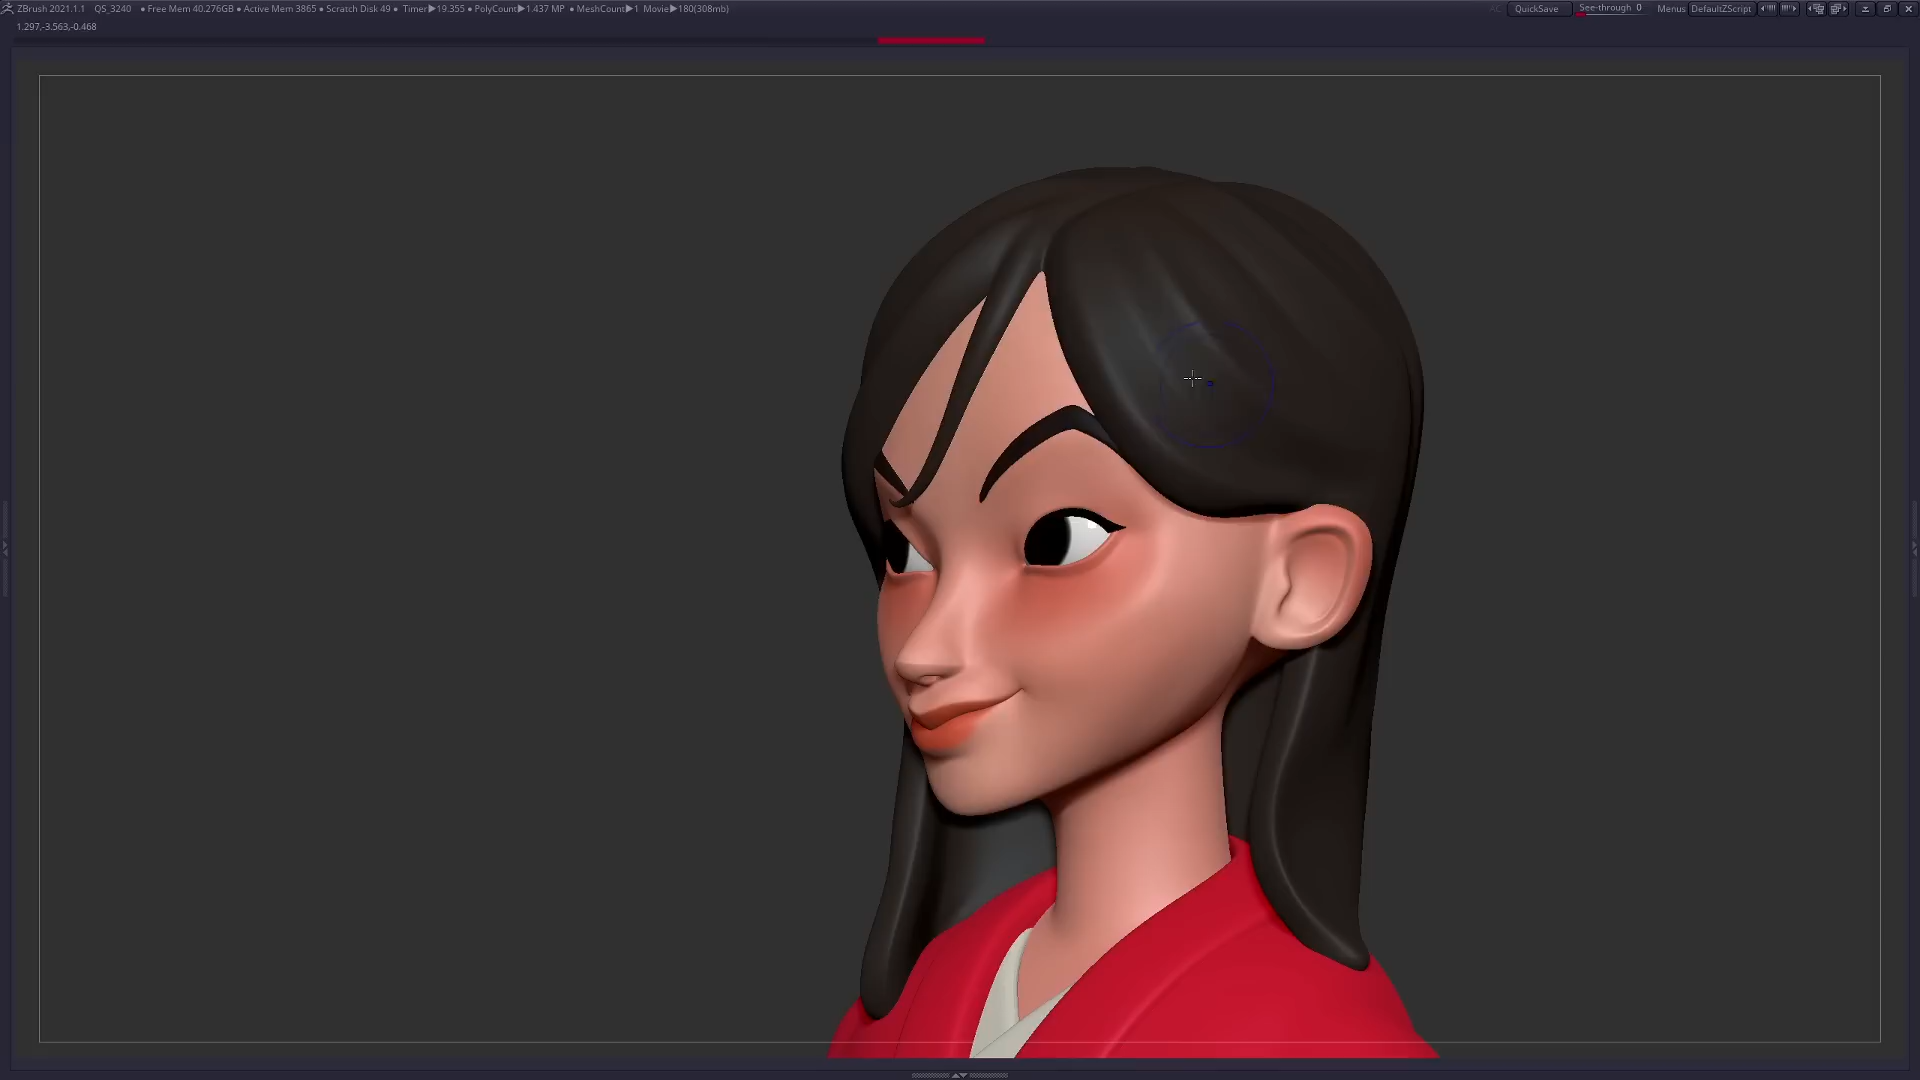 ZBrush 2021.1.1 QS_3240 • Free Mem 40.276GB • Active Mem 3865 • Scratch Disk 49 • Timer▶19.355 • PolyCount▶1.437 MP • MeshCount▶1 Movie▶180(308mb) AC QuickSave See-through 0 Menus DefaultZScript
1.297,-3.563,-0.468